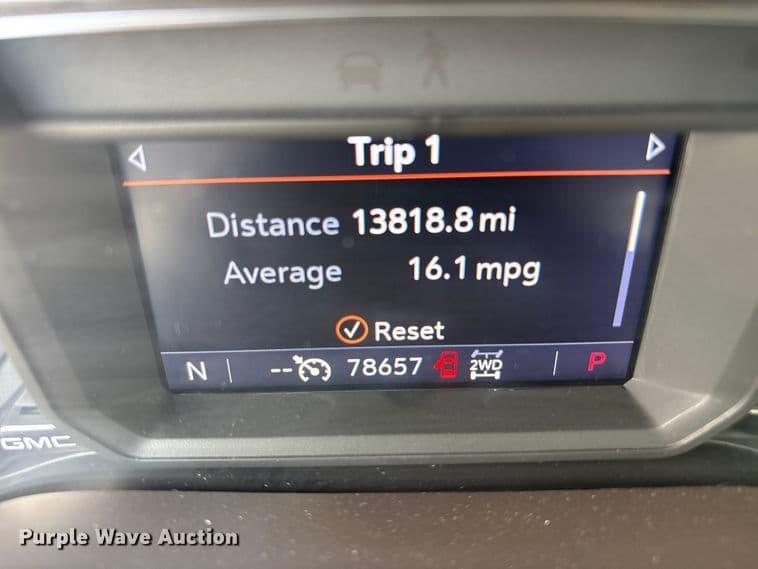 Trip 1
Distance 13818.8 mi
Average 16.1 mpg
Reset
N -- 78657 2WD P
GMC
Purple Wave Auction